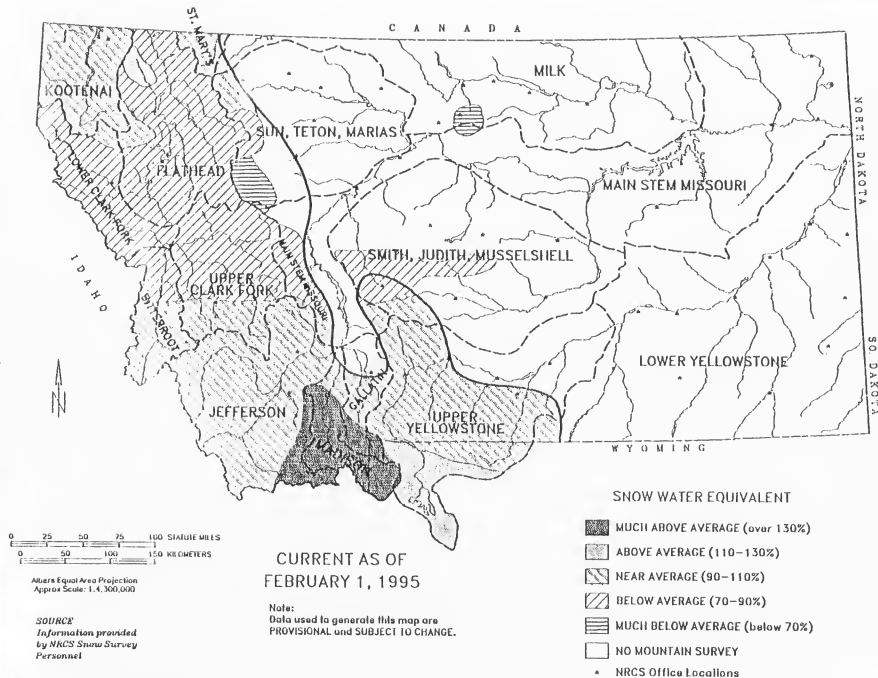 CANADA
ST. MARY'S
KOOTENAI
MILK
NORTH DAKOTA
SUN, TETON, MARIAS
FLATHEAD
LOWER CLARK FORK
MAIN STEM MISSOURI
MAIN STEM MISSOURI
SMITH, JUDITH, MUSSELSHELL
IDAHO
UPPER
CLARK FORK
BITTERROOT
N
LOWER YELLOWSTONE
SO DAKOTA
JEFFERSON
GALLATIN
UPPER
YELLOWSTONE
MADISON
WYOMING
SNOW WATER EQUIVALENT
MUCH ABOVE AVERAGE (over 130%)
ABOVE AVERAGE (110-130%)
NEAR AVERAGE (90-110%)
BELOW AVERAGE (70-90%)
MUCH BELOW AVERAGE (below 70%)
NO MOUNTAIN SURVEY
NRCS Office Locations
0 25 50 75 100 STATUTE MILES
0 50 100 150 KILOMETERS
Albers Equal Area Projection
Approx Scale: 1:4,300,000
CURRENT AS OF
FEBRUARY 1, 1995
Note:
Data used to generate this map are
PROVISIONAL and SUBJECT TO CHANGE.
SOURCE
Information provided
by NRCS Snow Survey
Personnel